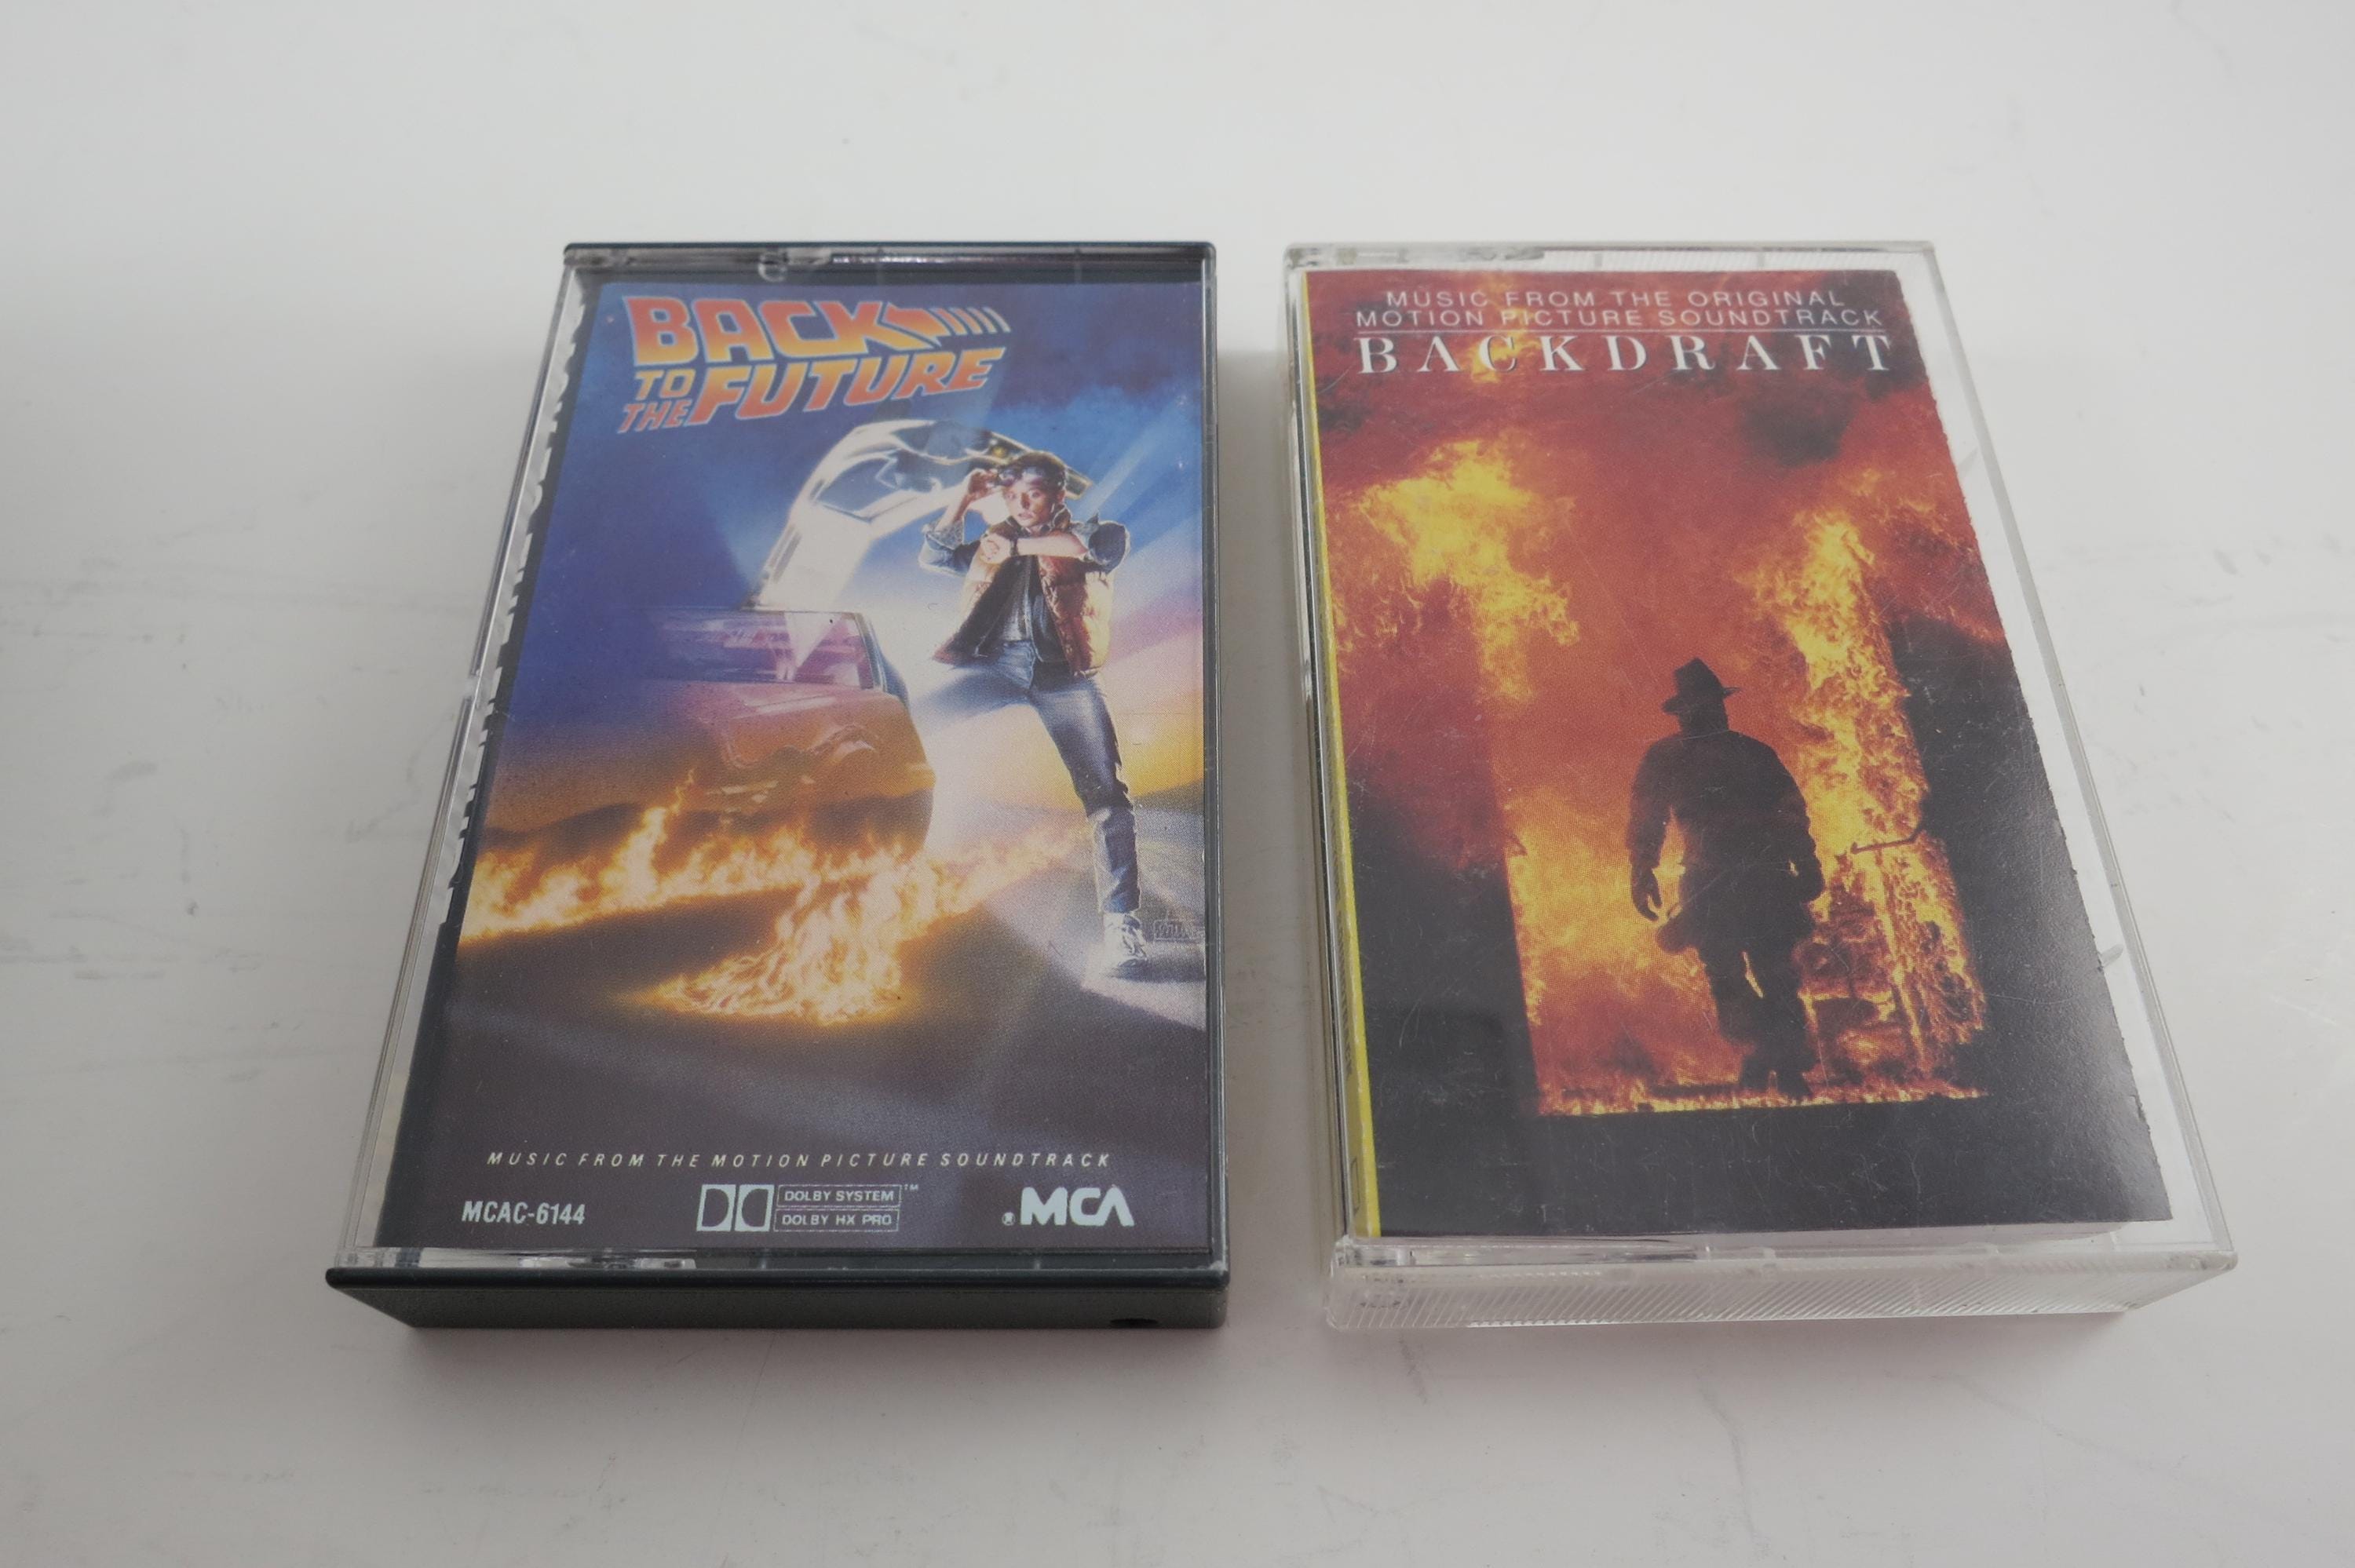 BACK
TO
THE FUTURE
MUSIC FROM THE MOTION PICTURE SOUNDTRACK
MCAC-6144
DOLBY SYSTEM™
DOLBY HX PRO
®MCA
MUSIC FROM THE ORIGINAL
MOTION PICTURE SOUNDTRACK
BACKDRAFT